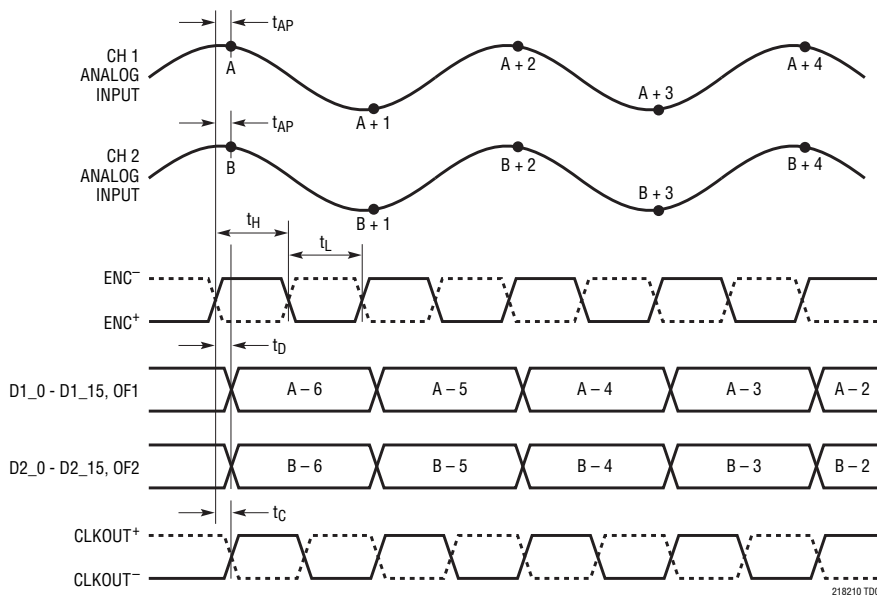 tAP
CH 1
ANALOG
INPUT
A
A + 1
A + 2
A + 3
A + 4
tAP
CH 2
ANALOG
INPUT
B
B + 1
B + 2
B + 3
B + 4
tH
tL
ENC–
ENC+
tD
D1_0 - D1_15, OF1
A – 6
A – 5
A – 4
A – 3
A – 2
D2_0 - D2_15, OF2
B – 6
B – 5
B – 4
B – 3
B – 2
tC
CLKOUT+
CLKOUT–